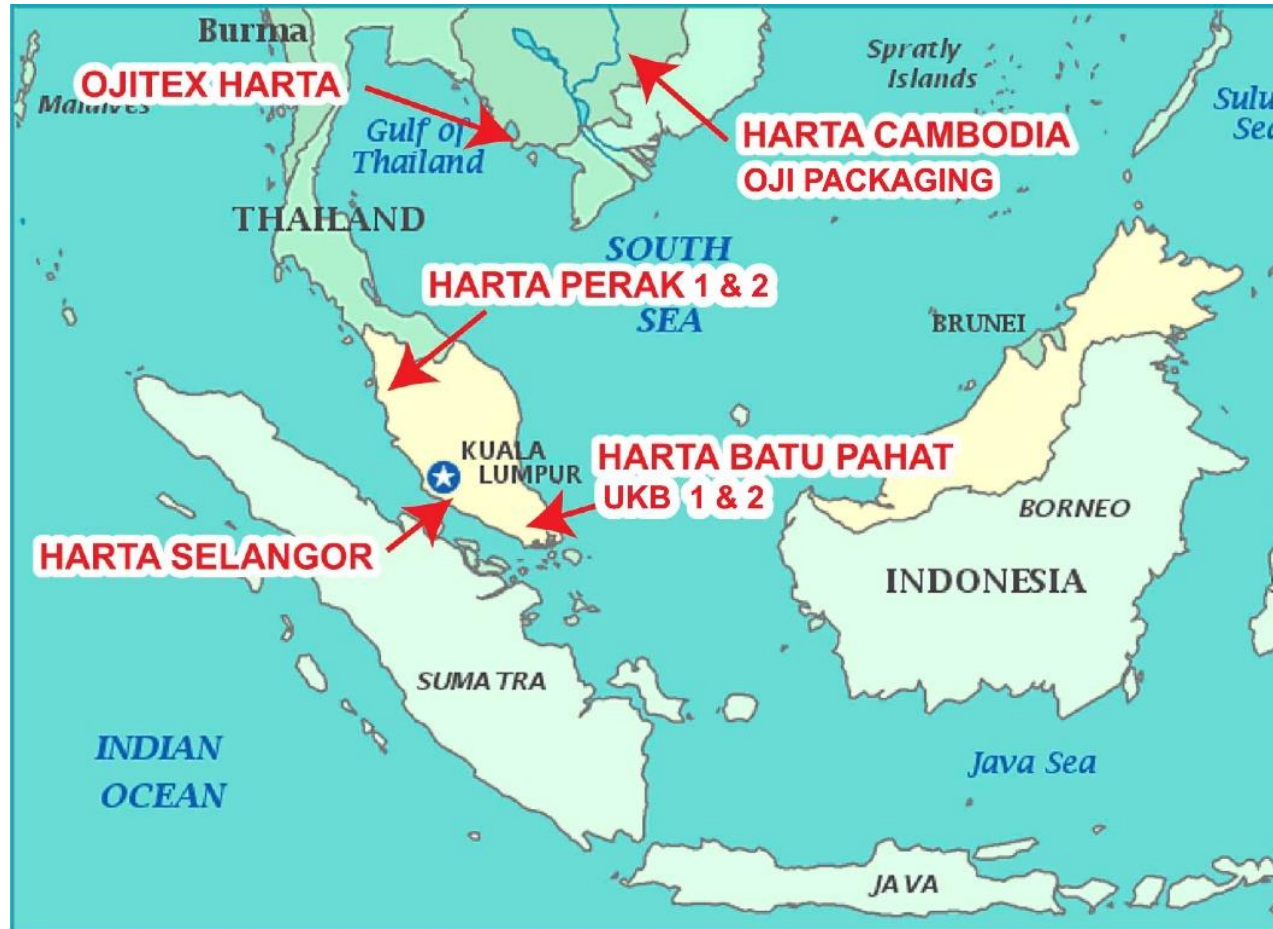 Burma
Spratly
Islands
OJITEX HARTA
Maldives
Sulu
Sea
Gulf of
Thailand
HARTA CAMBODIA
OJI PACKAGING
THAILAND
SOUTH
SEA
HARTA PERAK 1 & 2
BRUNEI
KUALA
LUMPUR
HARTA BATU PAHAT
UKB 1 & 2
BORNEO
HARTA SELANGOR
INDONESIA
SUMATRA
INDIAN
OCEAN
Java Sea
JAVA